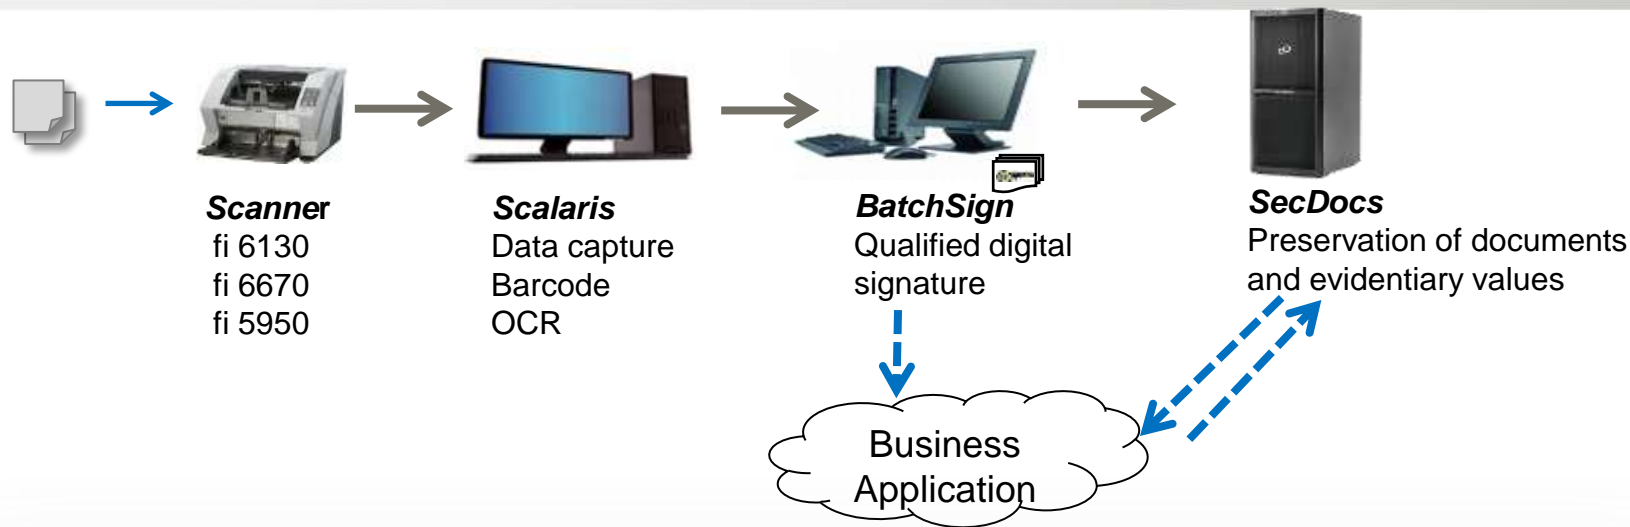 Scanner
fi 6130
fi 6670
fi 5950
Scalaris
Data capture
Barcode
OCR
BatchSign
Qualified digital
signature
SecDocs
Preservation of documents
and evidentiary values
Business
Application